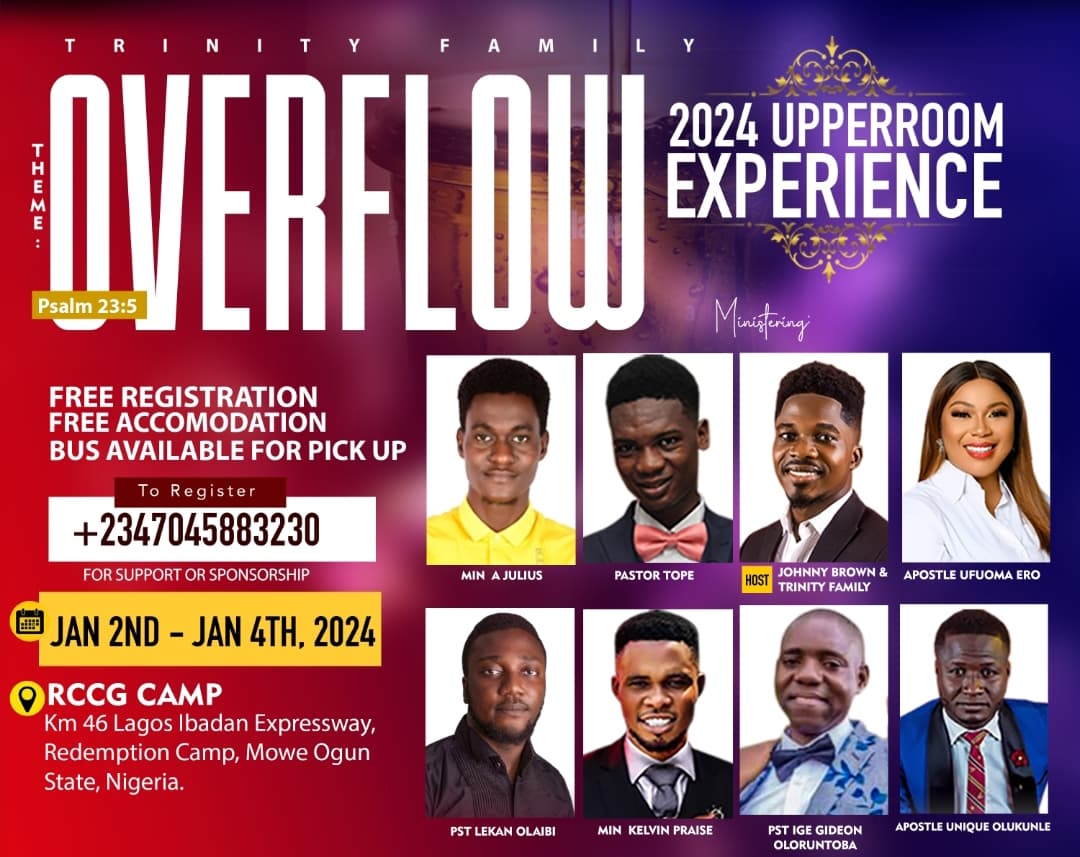 TRINITY FAMILY
THEME:
OVERFLOW
Psalm 23:5
2024 UPPERROOM
EXPERIENCE
Ministering
FREE REGISTRATION
FREE ACCOMODATION
BUS AVAILABLE FOR PICK UP
To Register
+2347045883230
FOR SUPPORT OR SPONSORSHIP
JAN 2ND - JAN 4TH, 2024
RCCG CAMP
Km 46 Lagos Ibadan Expressway,
Redemption Camp, Mowe Ogun
State, Nigeria.
MIN A JULIUS
PASTOR TOPE
HOST
JOHNNY BROWN &
TRINITY FAMILY
APOSTLE UFUOMA ERO
PST LEKAN OLAIBI
MIN KELVIN PRAISE
PST IGE GIDEON
OLORUNTOBA
APOSTLE UNIQUE OLUKUNLE